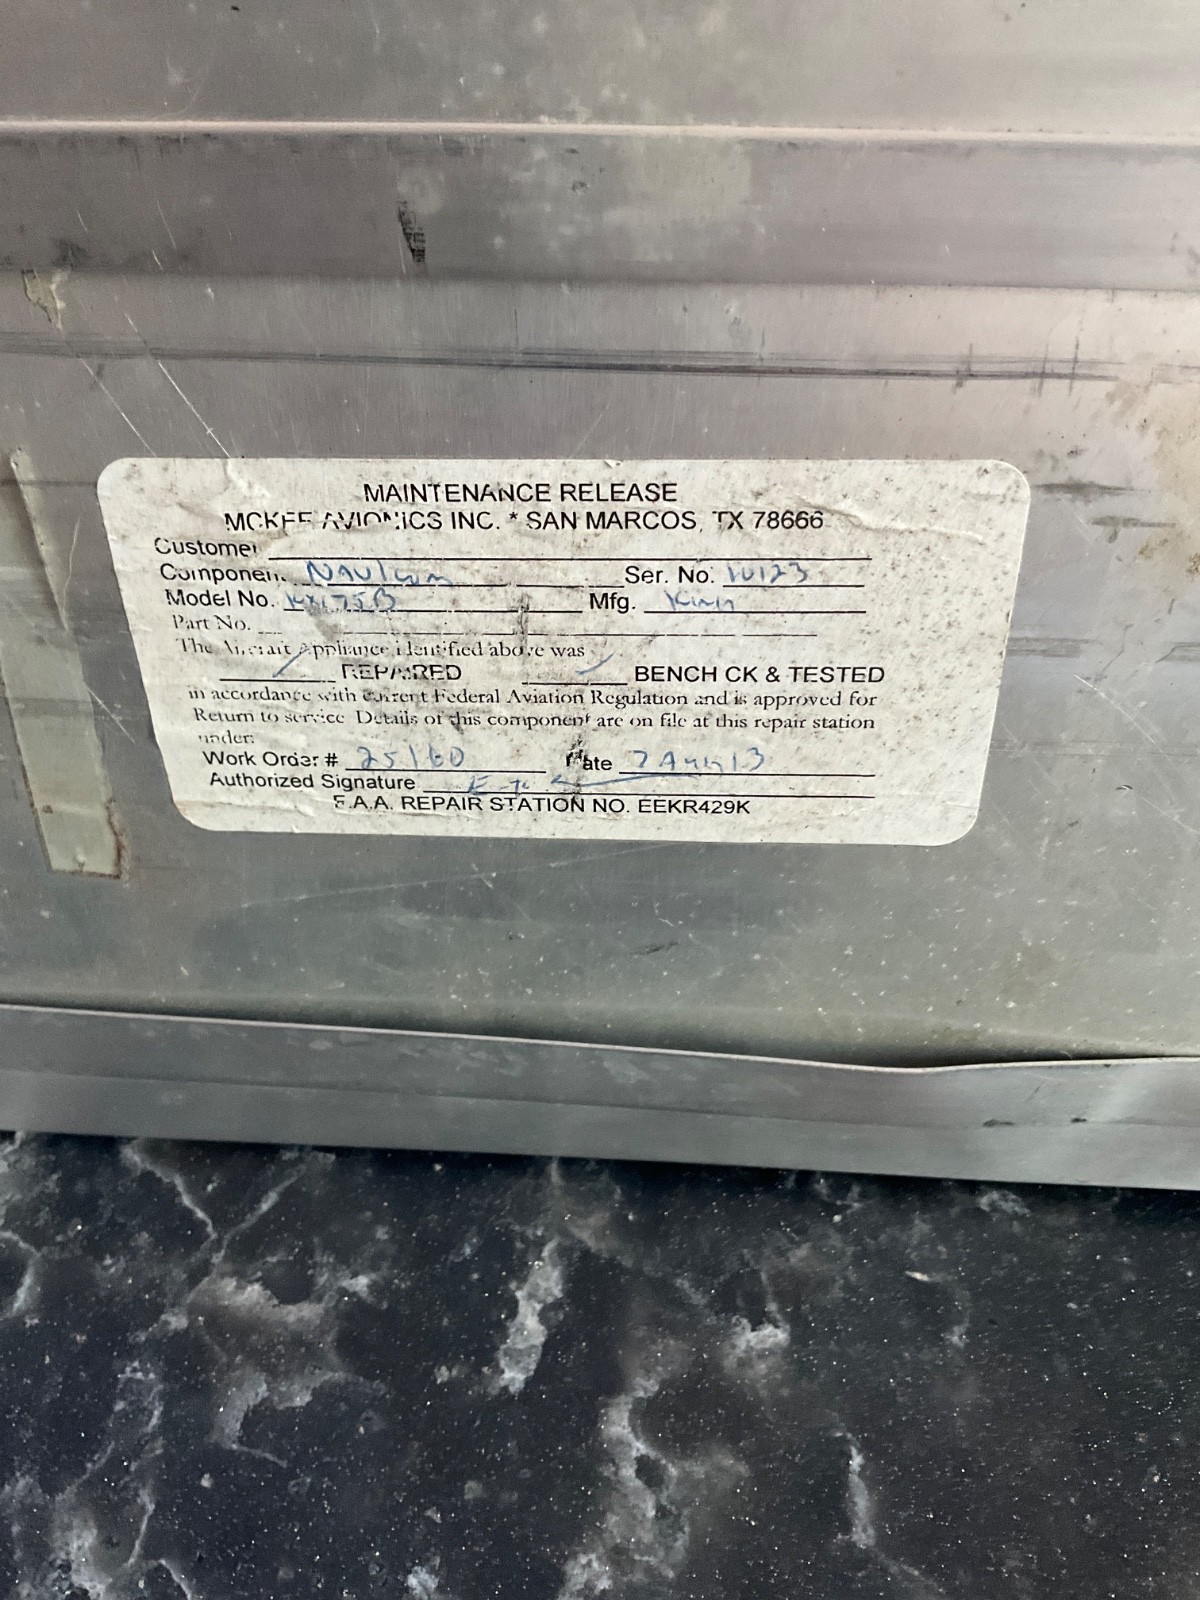 MAINTENANCE RELEASE
MCKEE AVIONICS INC. * SAN MARCOS, TX 78666
Customer
Component Nav/com Ser. No. 10123
Model No. KX175B Mfg. King
Part No.
The Aircraft Appliance identified above was
REPAIRED BENCH CK & TESTED
in accordance with current Federal Aviation Regulation and is approved for
Return to service Details of this component are on file at this repair station
under:
Work Order # 25160 Date 2 Aug 13
Authorized Signature
F.A.A. REPAIR STATION NO. EEKR429K